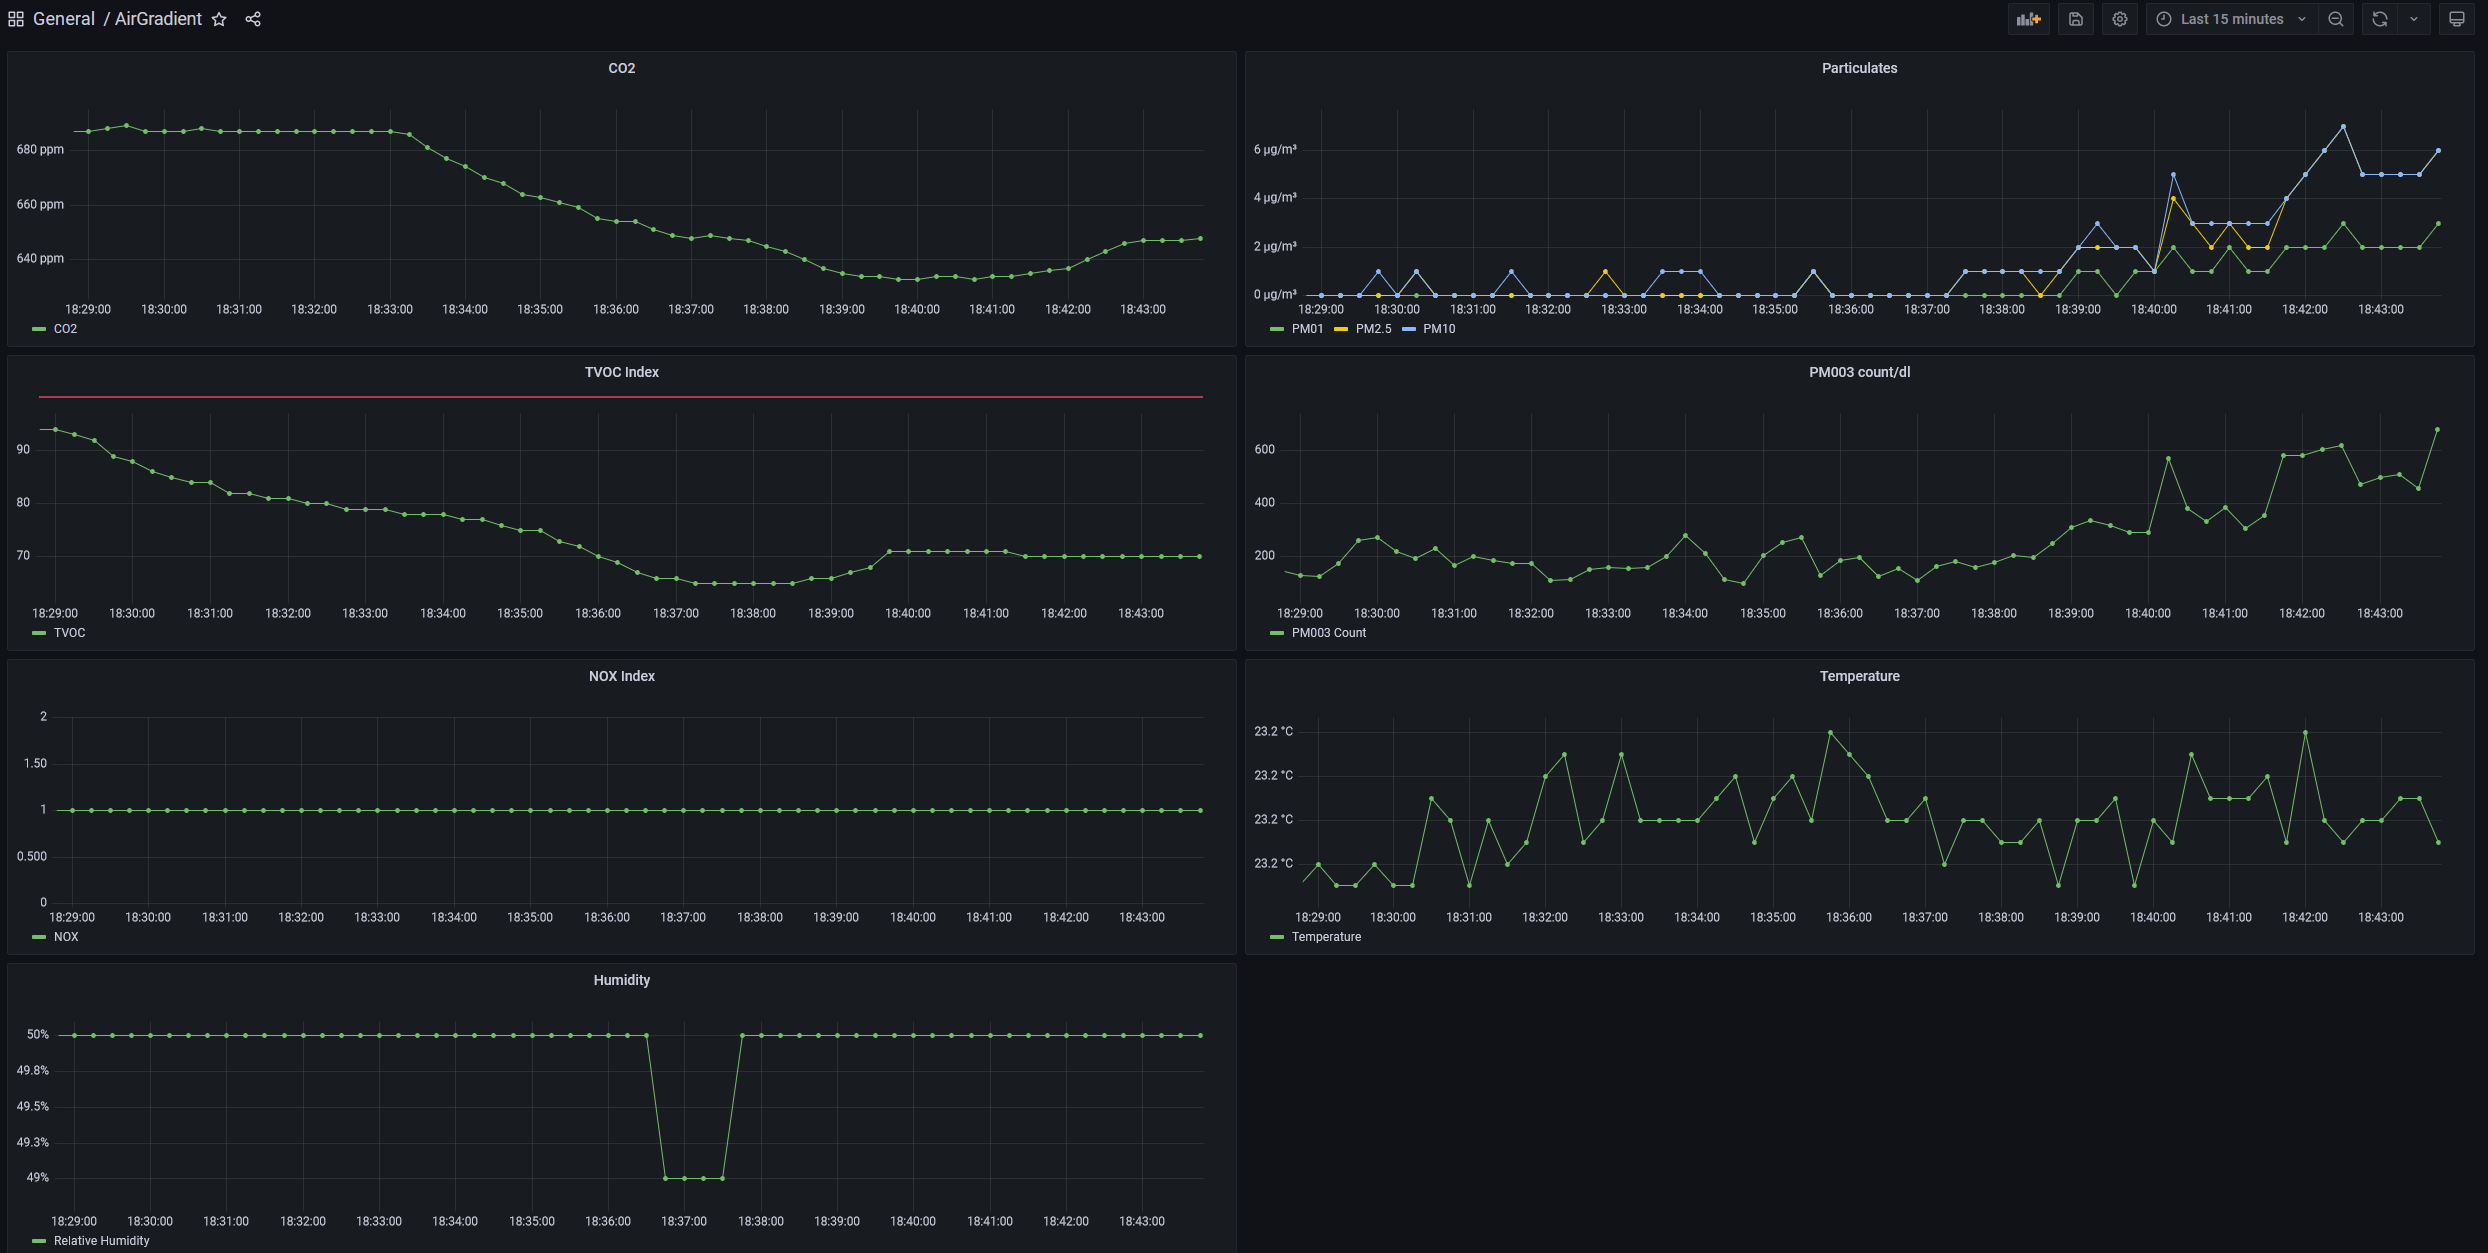 General / AirGradient
Last 15 minutes
CO2
680 ppm
660 ppm
640 ppm
18:29:00 18:30:00 18:31:00 18:32:00 18:33:00 18:34:00 18:35:00 18:36:00 18:37:00 18:38:00 18:39:00 18:40:00 18:41:00 18:42:00 18:43:00
CO2
Particulates
6 µg/m³
4 µg/m³
2 µg/m³
0 µg/m³
18:29:00 18:30:00 18:31:00 18:32:00 18:33:00 18:34:00 18:35:00 18:36:00 18:37:00 18:38:00 18:39:00 18:40:00 18:41:00 18:42:00 18:43:00
PM01 PM2.5 PM10
TVOC Index
90
80
70
18:29:00 18:30:00 18:31:00 18:32:00 18:33:00 18:34:00 18:35:00 18:36:00 18:37:00 18:38:00 18:39:00 18:40:00 18:41:00 18:42:00 18:43:00
TVOC
PM003 count/dl
600
400
200
18:29:00 18:30:00 18:31:00 18:32:00 18:33:00 18:34:00 18:35:00 18:36:00 18:37:00 18:38:00 18:39:00 18:40:00 18:41:00 18:42:00 18:43:00
PM003 Count
NOX Index
2
1.50
1
0.500
0
18:29:00 18:30:00 18:31:00 18:32:00 18:33:00 18:34:00 18:35:00 18:36:00 18:37:00 18:38:00 18:39:00 18:40:00 18:41:00 18:42:00 18:43:00
NOX
Temperature
23.2 °C
23.2 °C
23.2 °C
23.2 °C
18:29:00 18:30:00 18:31:00 18:32:00 18:33:00 18:34:00 18:35:00 18:36:00 18:37:00 18:38:00 18:39:00 18:40:00 18:41:00 18:42:00 18:43:00
Temperature
Humidity
50%
49.8%
49.5%
49.3%
49%
18:29:00 18:30:00 18:31:00 18:32:00 18:33:00 18:34:00 18:35:00 18:36:00 18:37:00 18:38:00 18:39:00 18:40:00 18:41:00 18:42:00 18:43:00
Relative Humidity